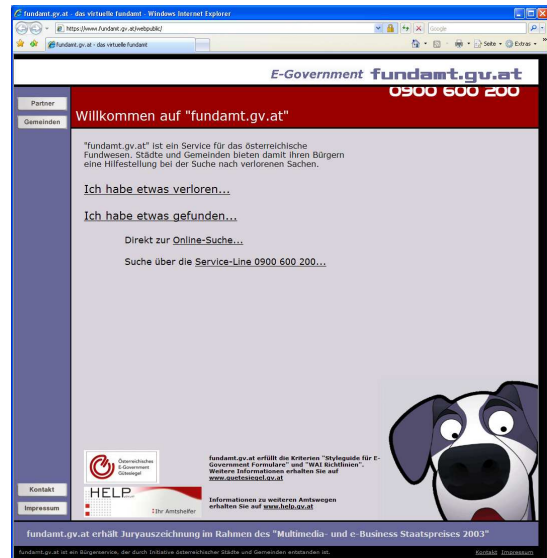 fundamt.gv.at - das virtuelle fundamt - Windows Internet Explorer
https://www.fundamt.gv.at/webpublic/
Google
fundamt.gv.at - das virtuelle fundamt
Seite
Extras
E-Government fundamt.gv.at
0900 600 200
Partner
Gemeinden
Willkommen auf "fundamt.gv.at"
"fundamt.gv.at" ist ein Service für das österreichische
Fundwesen. Städte und Gemeinden bieten damit ihren Bürgern
eine Hilfestellung bei der Suche nach verlorenen Sachen.
Ich habe etwas verloren...
Ich habe etwas gefunden...
Direkt zur Online-Suche...
Suche über die Service-Line 0900 600 200...
Österreichisches
E-Government
Gütesiegel
fundamt.gv.at erfüllt die Kriterien "Styleguide für E-
Government Formulare" und "WAI Richtlinien".
Weitere Informationen erhalten Sie auf
www.guetesiegel.gv.at
HELP
Ihr Amtshelfer
Informationen zu weiteren Amtswegen
erhalten Sie auf www.help.gv.at
Kontakt
Impressum
fundamt.gv.at erhält Juryauszeichnung im Rahmen des "Multimedia- und e-Business Staatspreises 2003"
fundamt.gv.at ist ein Bürgerservice, der durch Initiative österreichischer Städte und Gemeinden entstanden ist.
Kontakt Impressum